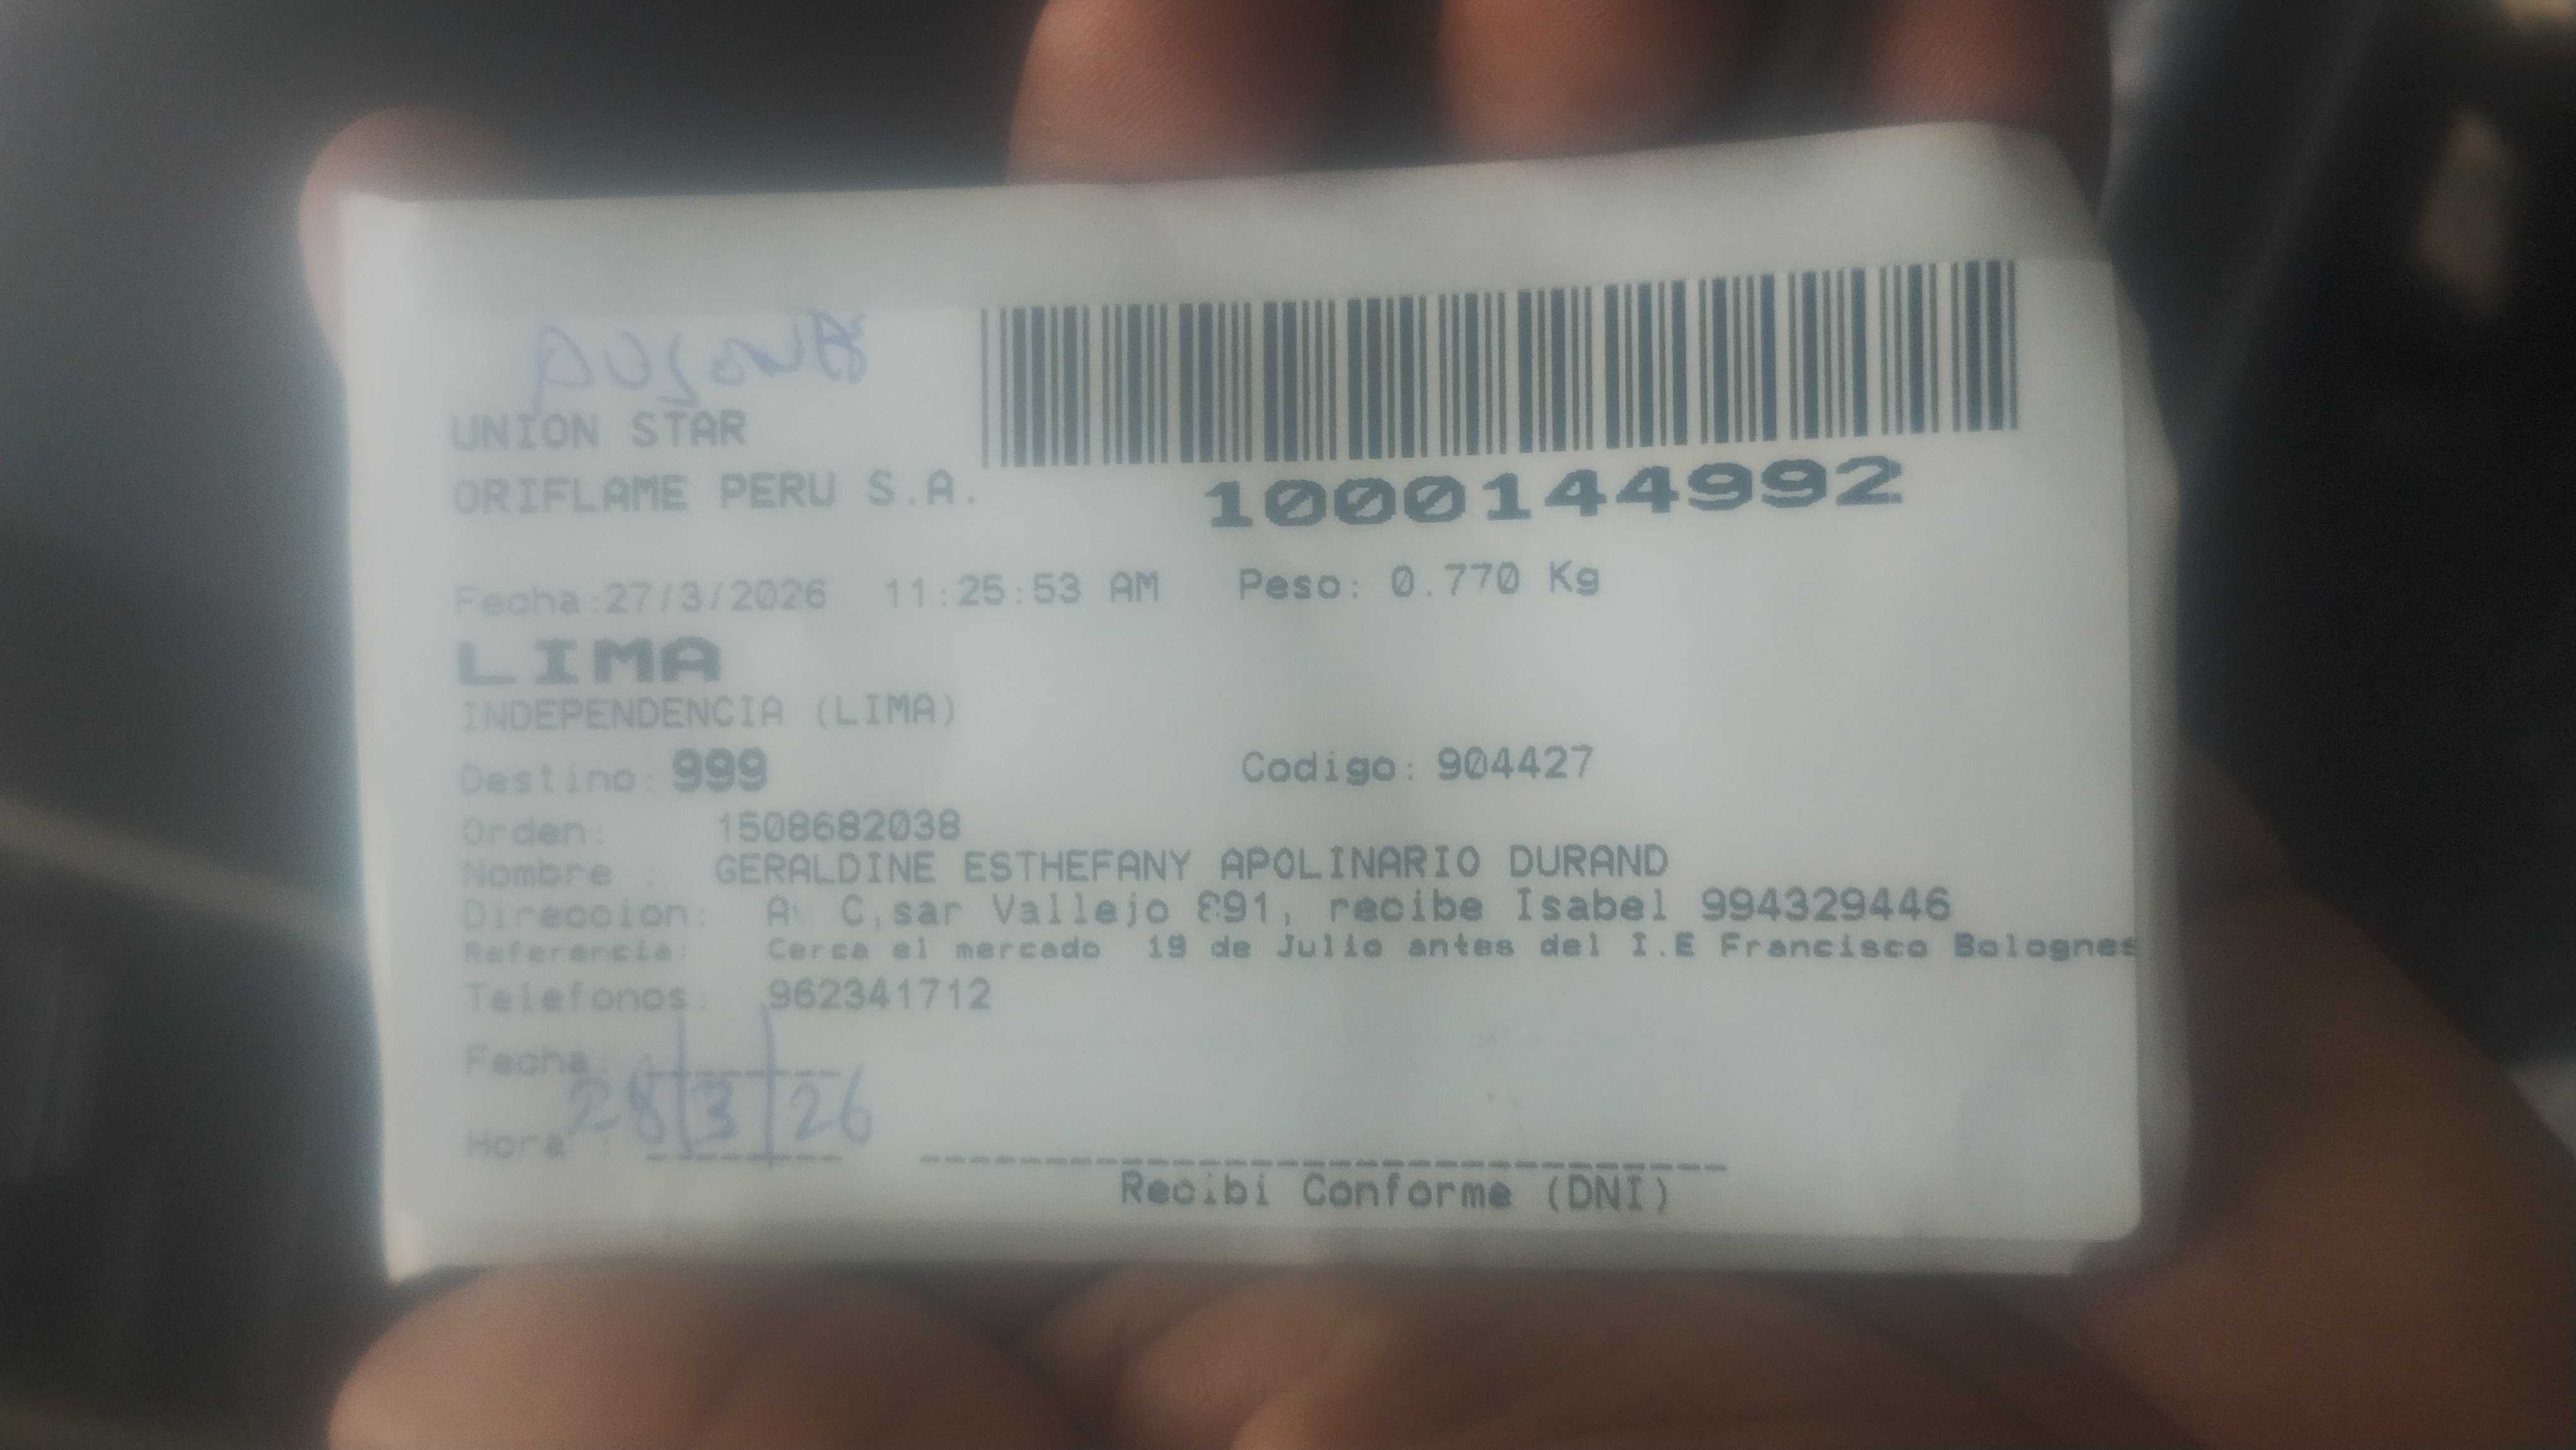 AUSENTE
UNION STAR
ORIFLAME PERU S.A.
1000144992
Fecha:27/3/2026 11:25:53 AM Peso: 0.770 Kg
LIMA
INDEPENDENCIA (LIMA)
Destino: 999 Codigo: 904427
Orden: 1508682038
Nombre : GERALDINE ESTHEFANY APOLINARIO DURAND
Direccion: Av C,sar Vallejo 891, recibe Isabel 994329446
Referencia: Cerca el mercado 19 de Julio antes del I.E Francisco Bolognes
Telefonos: 962341712
Fecha:
28/3/26
Hora :
Recibi Conforme (DNI)